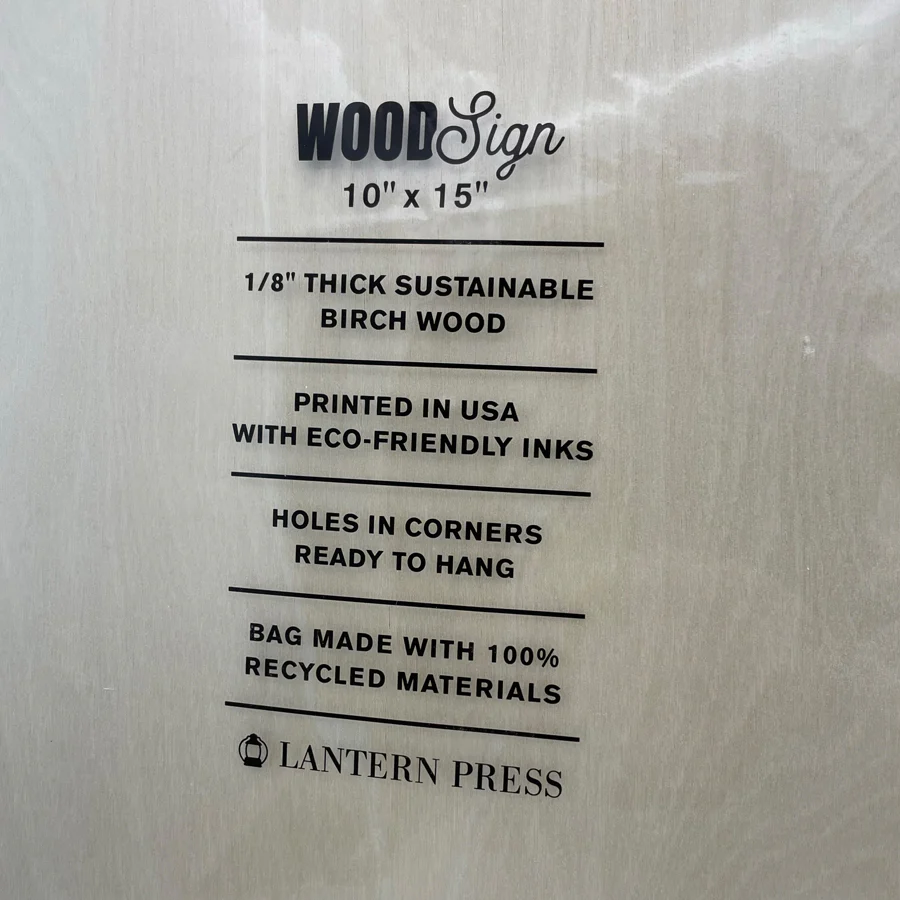 WOODSign
10" x 15"
1/8" THICK SUSTAINABLE
BIRCH WOOD
PRINTED IN USA
WITH ECO-FRIENDLY INKS
HOLES IN CORNERS
READY TO HANG
BAG MADE WITH 100%
RECYCLED MATERIALS
LANTERN PRESS